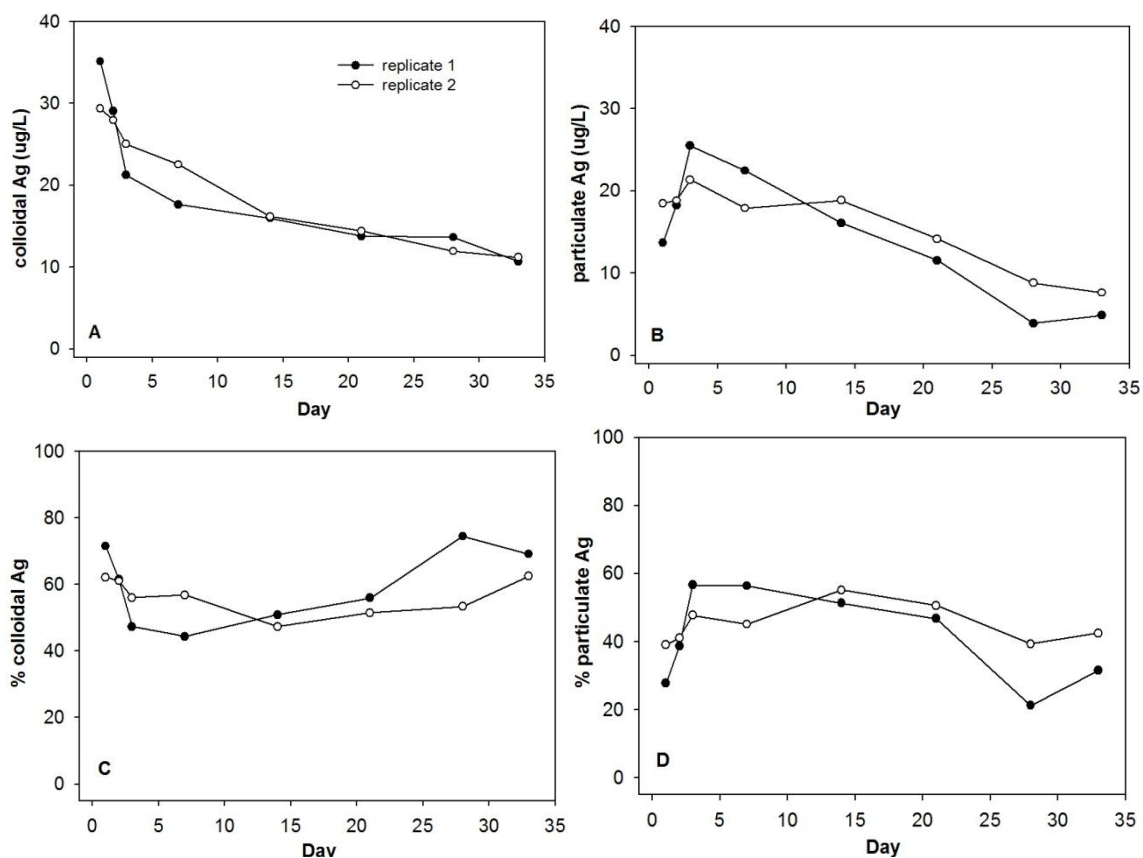 40
30
20
10
0
colloidal Ag (ug/L)
replicate 1
replicate 2
A
0 5 10 15 20 25 30 35
Day
40
30
20
10
0
particulate Ag (ug/L)
B
0 5 10 15 20 25 30 35
Day
100
80
60
40
20
0
% colloidal Ag
C
0 5 10 15 20 25 30 35
Day
100
80
60
40
20
0
% particulate Ag
D
0 5 10 15 20 25 30 35
Day